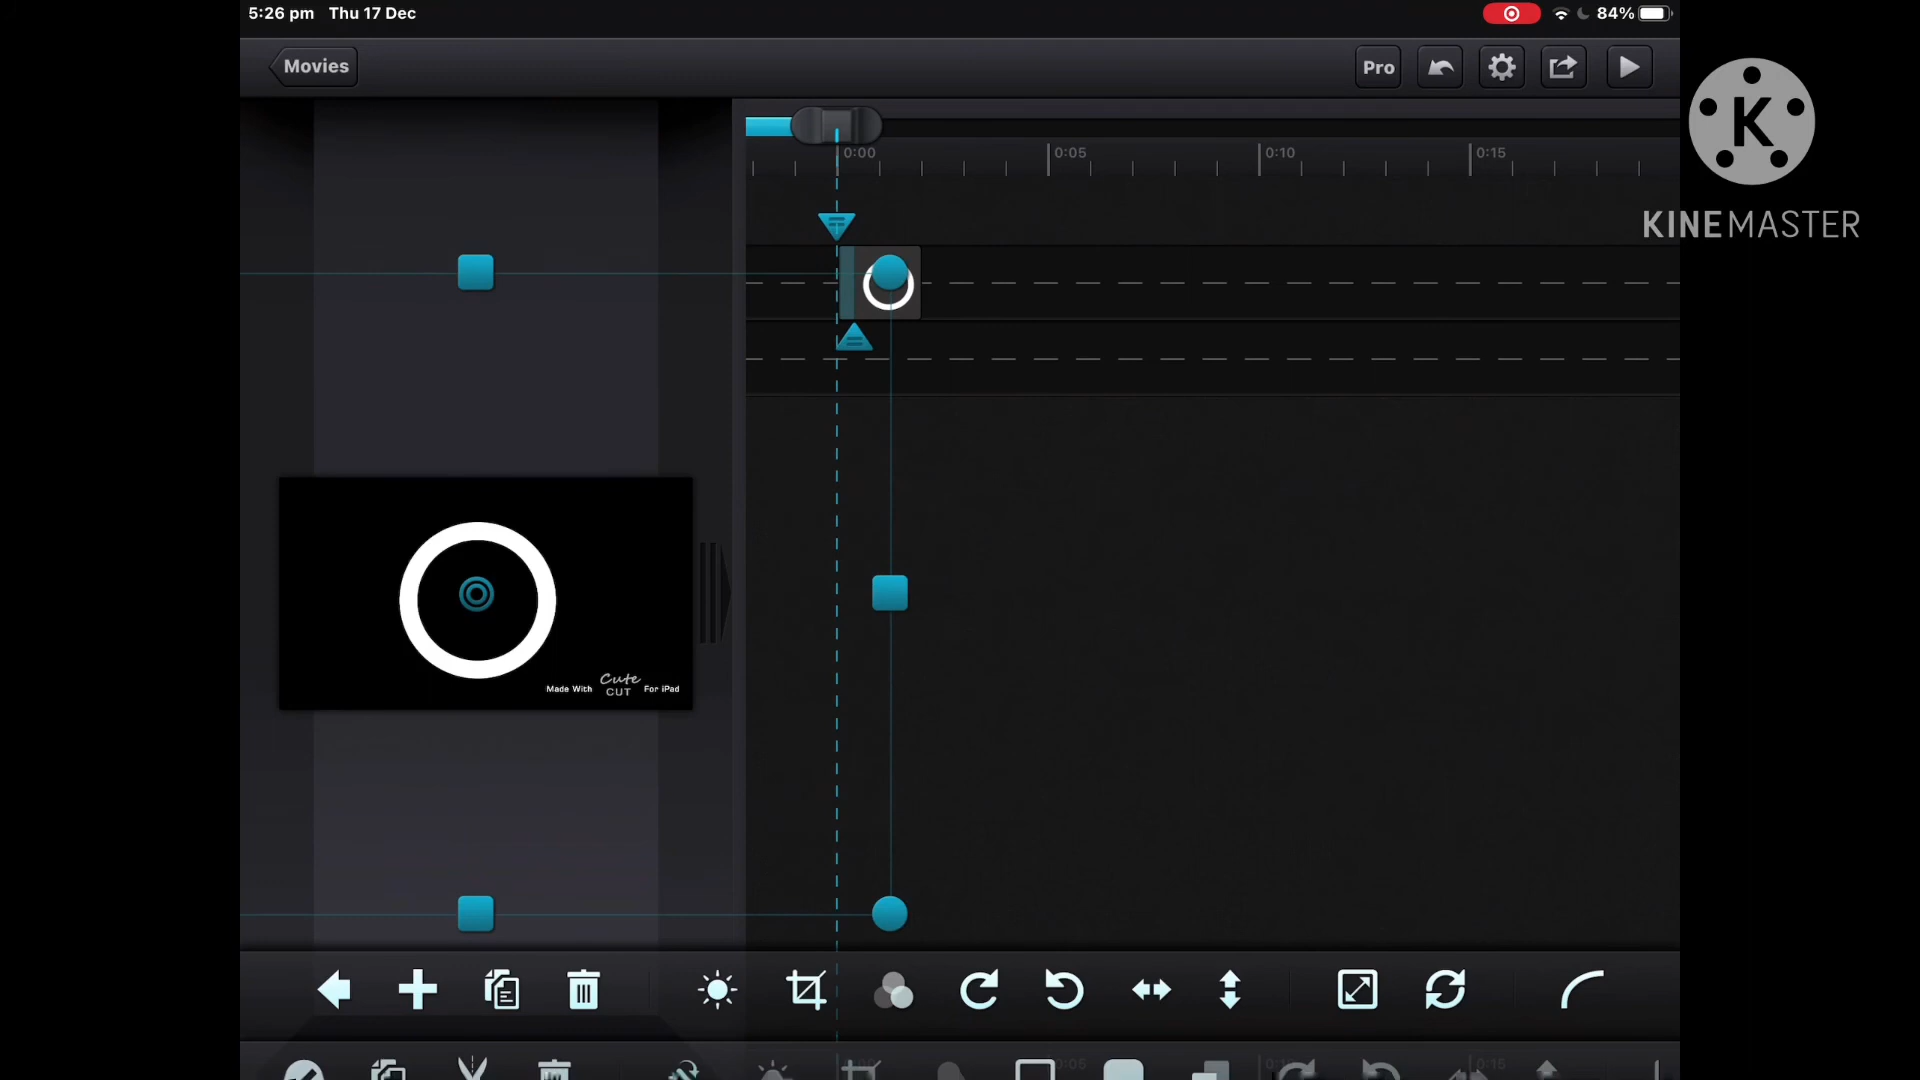 5:26 pm Thu 17 Dec
84%
Movies
Pro
0:00
0:05
0:10
0:15
K
KINEMASTER
Made With Cute CUT For iPad